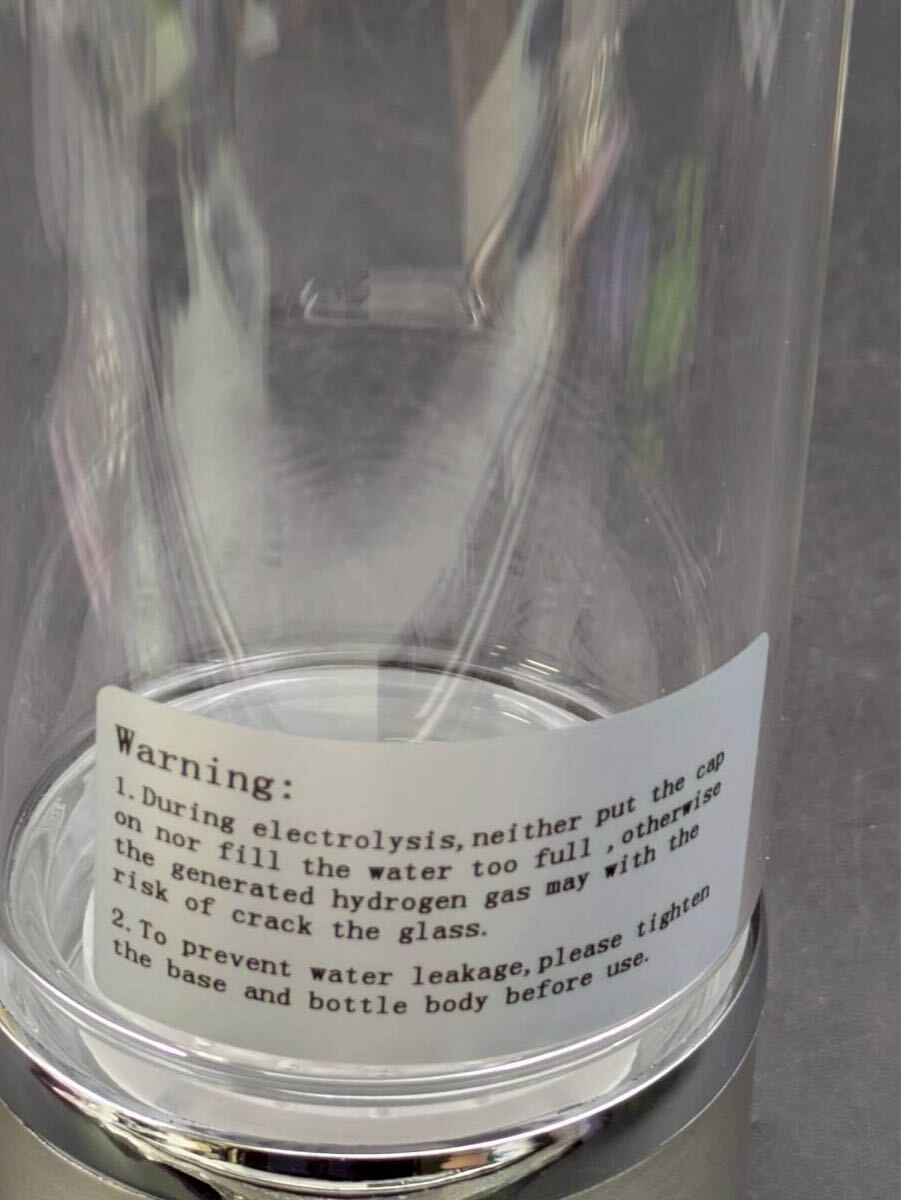 Warning:
1.During electrolysis,neither put the cap
on nor fill the water too full ,otherwise
the generated hydrogen gas may with the
risk of crack the glass.
2.To prevent water leakage,please tighten
the base and bottle body before use.